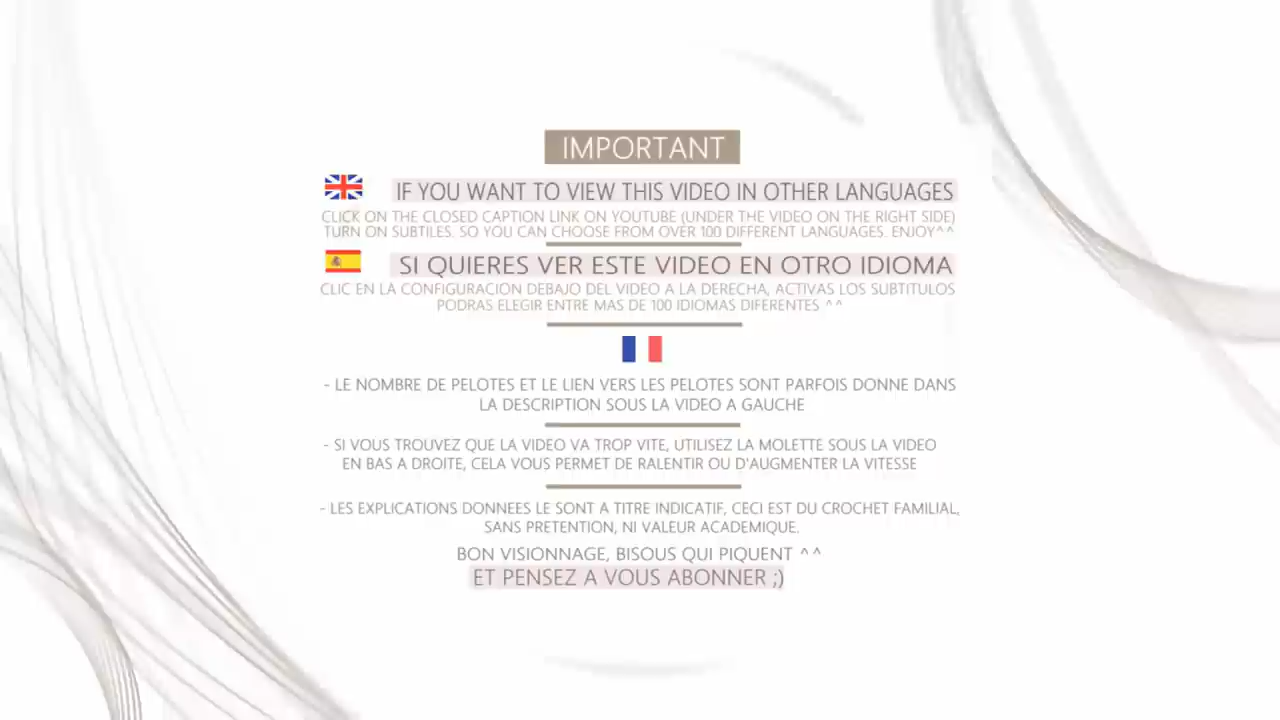 IMPORTANT
IF YOU WANT TO VIEW THIS VIDEO IN OTHER LANGUAGES
CLICK ON THE CLOSED CAPTION LINK ON YOUTUBE (UNDER THE VIDEO ON THE RIGHT SIDE)
TURN ON SUBTILES. SO YOU CAN CHOOSE FROM OVER 100 DIFFERENT LANGUAGES. ENJOY^^
SI QUIERES VER ESTE VIDEO EN OTRO IDIOMA
CLIC EN LA CONFIGURACION DEBAJO DEL VIDEO A LA DERECHA, ACTIVAS LOS SUBTITULOS
PODRAS ELEGIR ENTRE MAS DE 100 IDIOMAS DIFERENTES ^^
- LE NOMBRE DE PELOTES ET LE LIEN VERS LES PELOTES SONT PARFOIS DONNE DANS
LA DESCRIPTION SOUS LA VIDEO A GAUCHE
- SI VOUS TROUVEZ QUE LA VIDEO VA TROP VITE, UTILISEZ LA MOLETTE SOUS LA VIDEO
EN BAS A DROITE, CELA VOUS PERMET DE RALENTIR OU D'AUGMENTER LA VITESSE
- LES EXPLICATIONS DONNEES LE SONT A TITRE INDICATIF, CECI EST DU CROCHET FAMILIAL,
SANS PRETENTION, NI VALEUR ACADEMIQUE.
BON VISIONNAGE, BISOUS QUI PIQUENT ^^
ET PENSEZ A VOUS ABONNER ;)